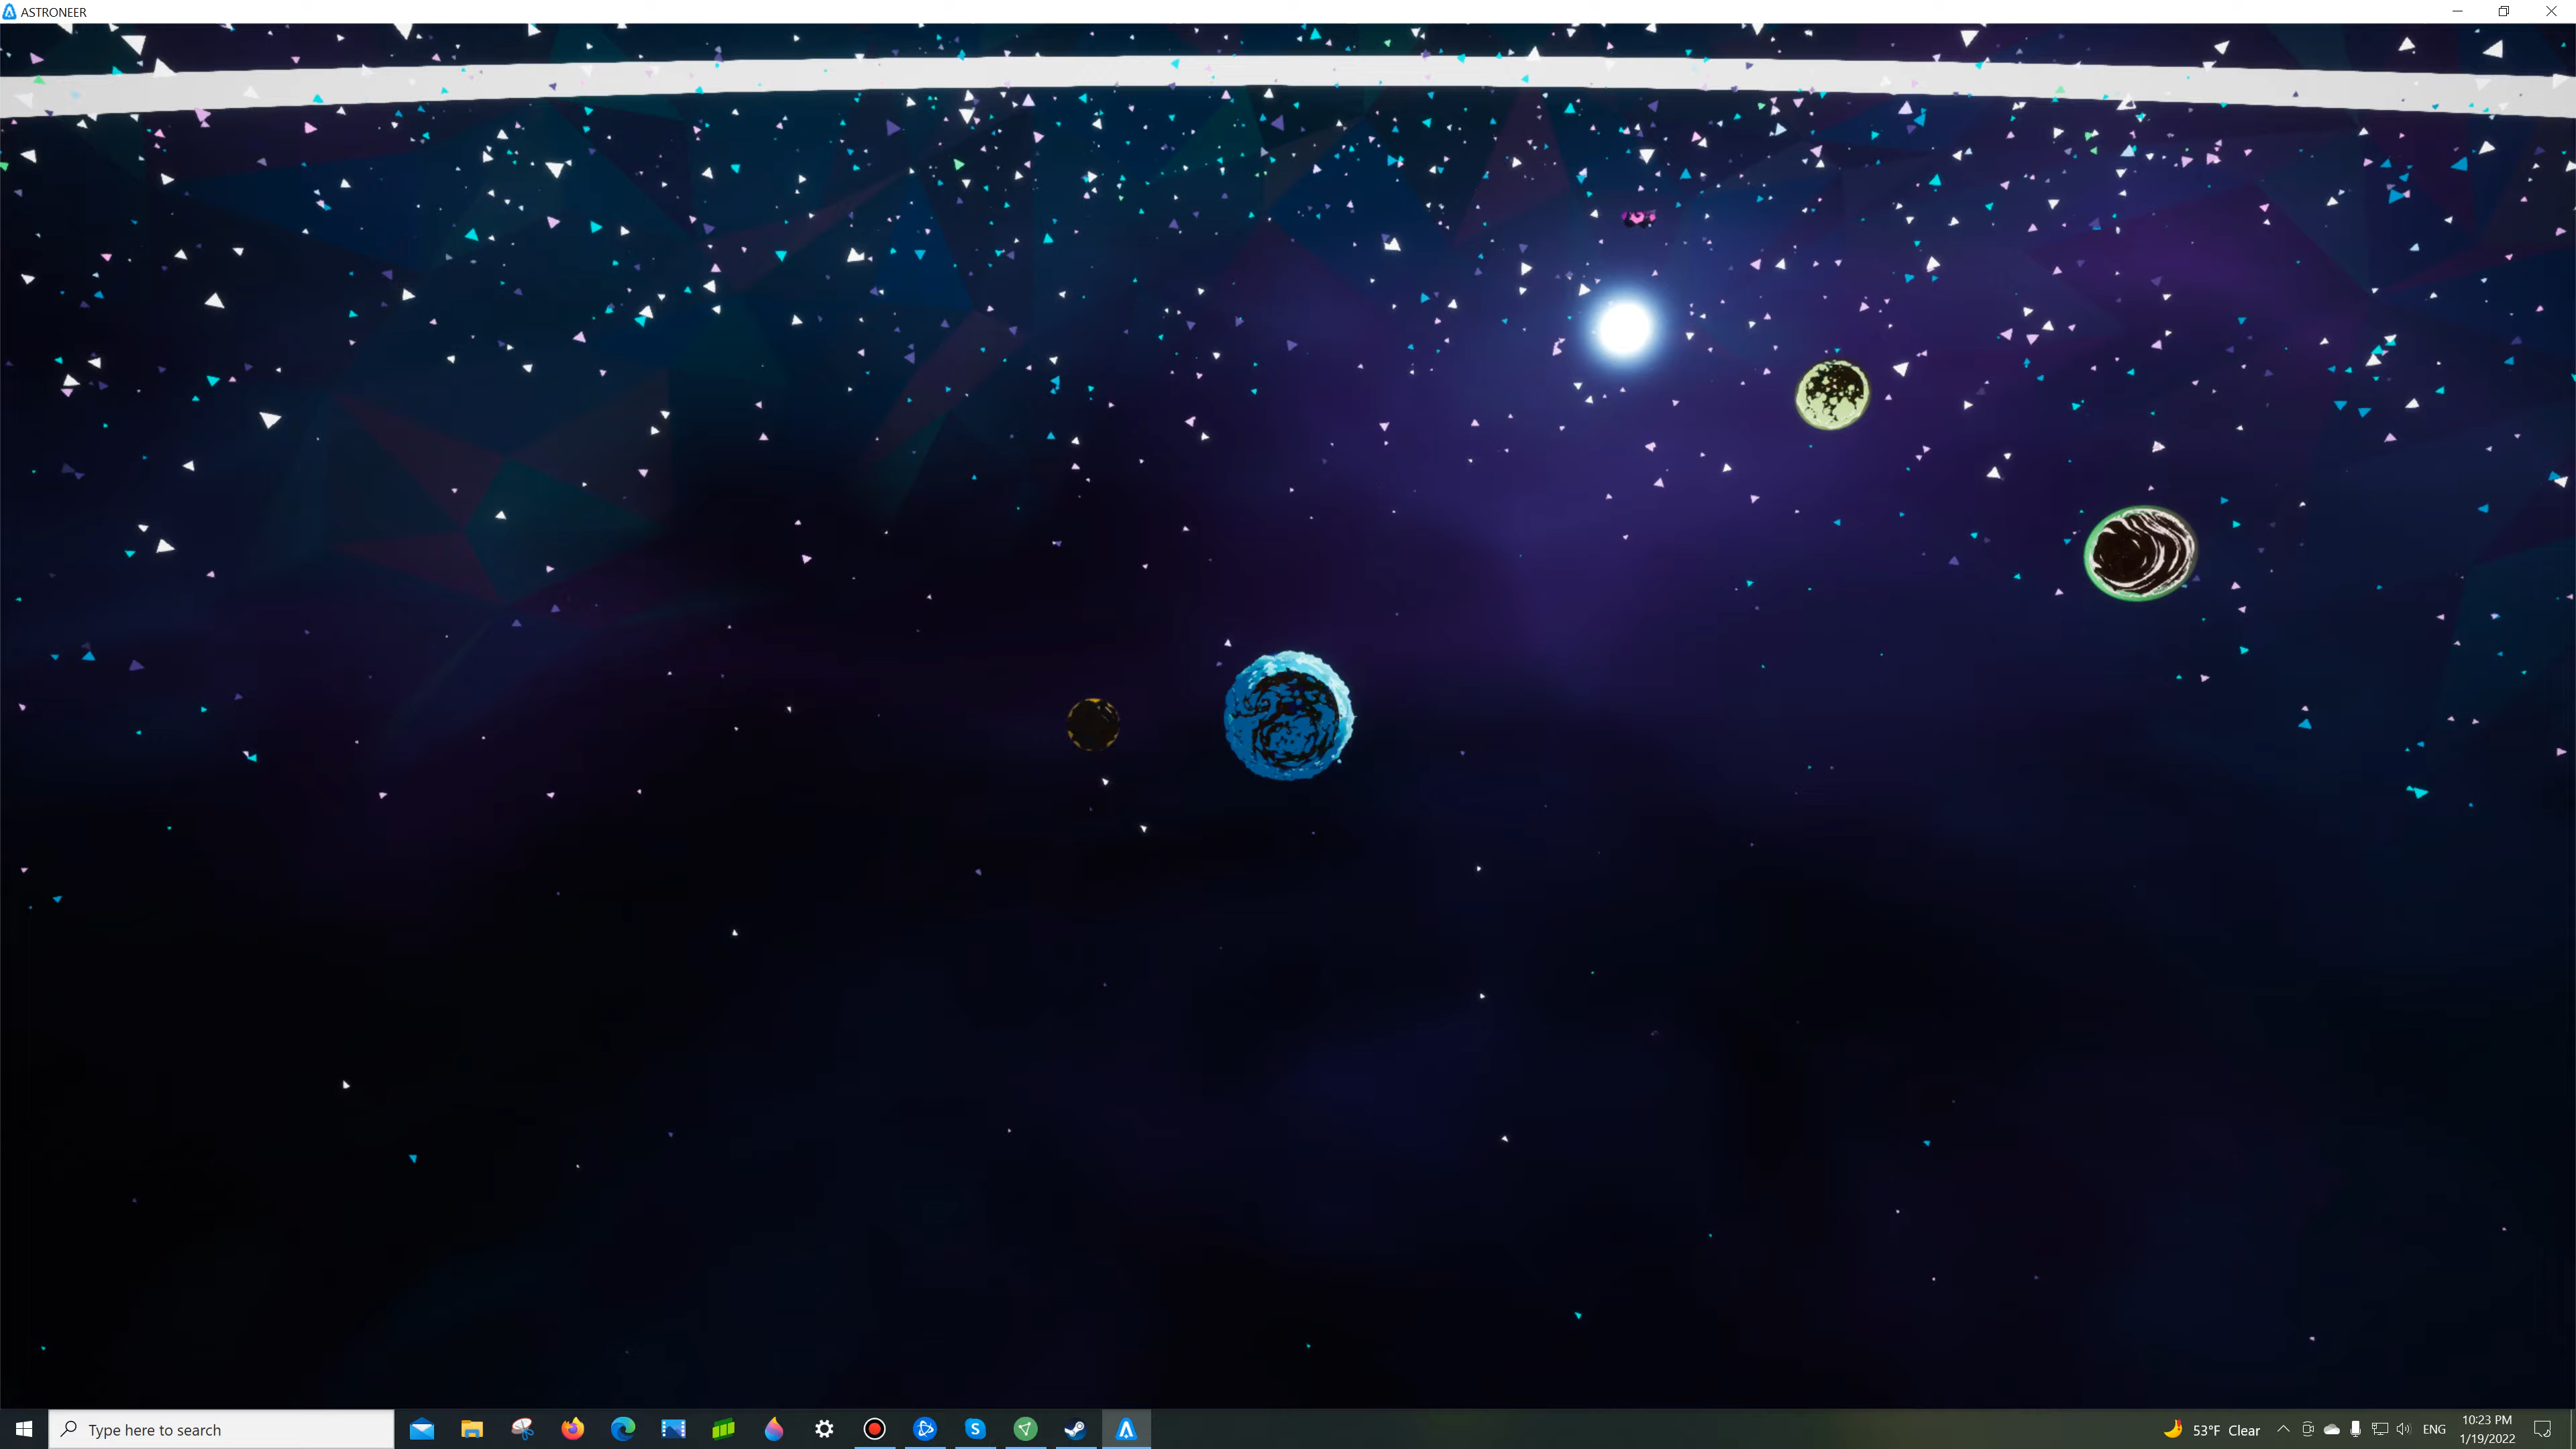 ASTRONEER
Type here to search
53°F Clear
ENG
10:23 PM
1/19/2022